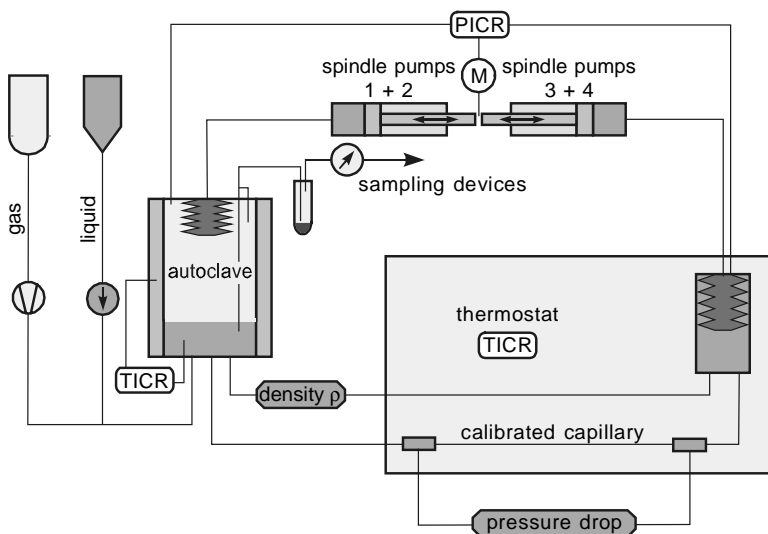 PICR
spindle pumps
1 + 2
M
spindle pumps
3 + 4
sampling devices
gas
liquid
autoclave
thermostat
TICR
TICR
density ρ
calibrated capillary
pressure drop